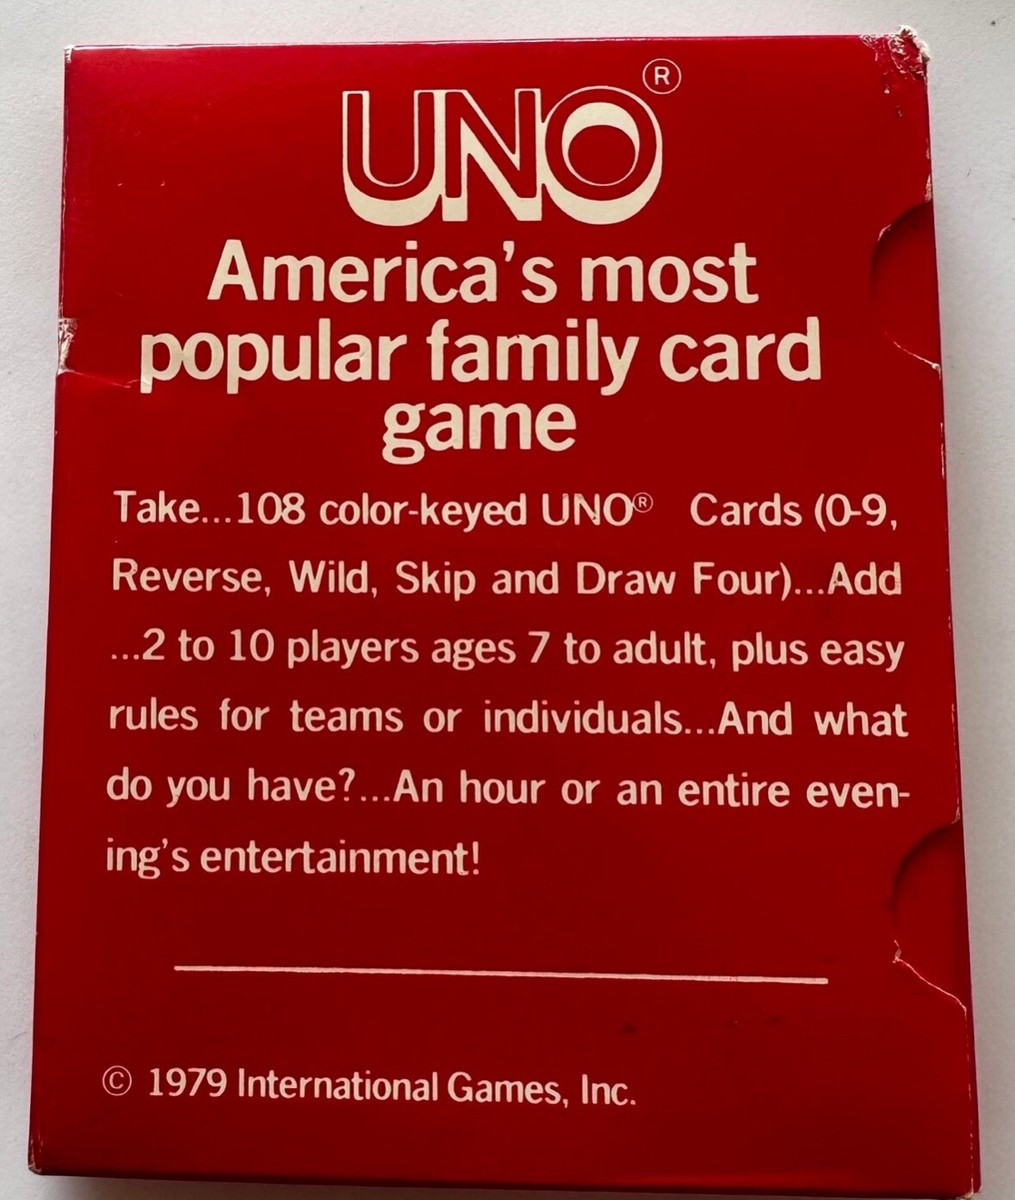 UNO®
America's most
popular family card
game
Take...108 color-keyed UNO® Cards (0-9,
Reverse, Wild, Skip and Draw Four)...Add
...2 to 10 players ages 7 to adult, plus easy
rules for teams or individuals...And what
do you have?...An hour or an entire even-
ing's entertainment!
© 1979 International Games, Inc.